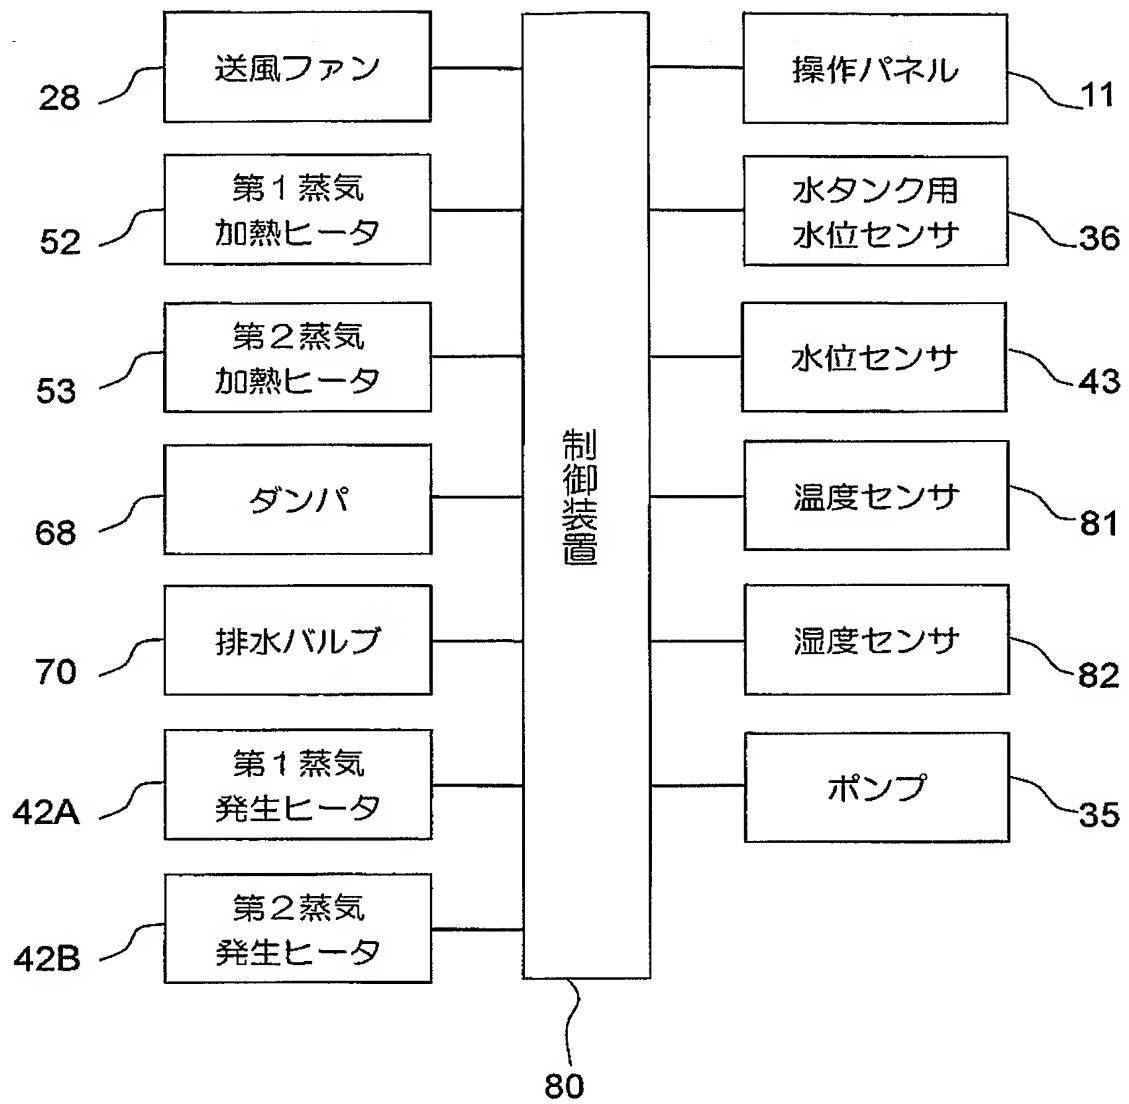 送風ファン
28
第1蒸気
加熱ヒータ
52
第2蒸気
加熱ヒータ
53
ダンパ
68
排水バルブ
70
第1蒸気
発生ヒータ
42A
第2蒸気
発生ヒータ
42B
制御装置
80
操作パネル
11
水タンク用
水位センサ
36
水位センサ
43
温度センサ
81
湿度センサ
82
ポンプ
35